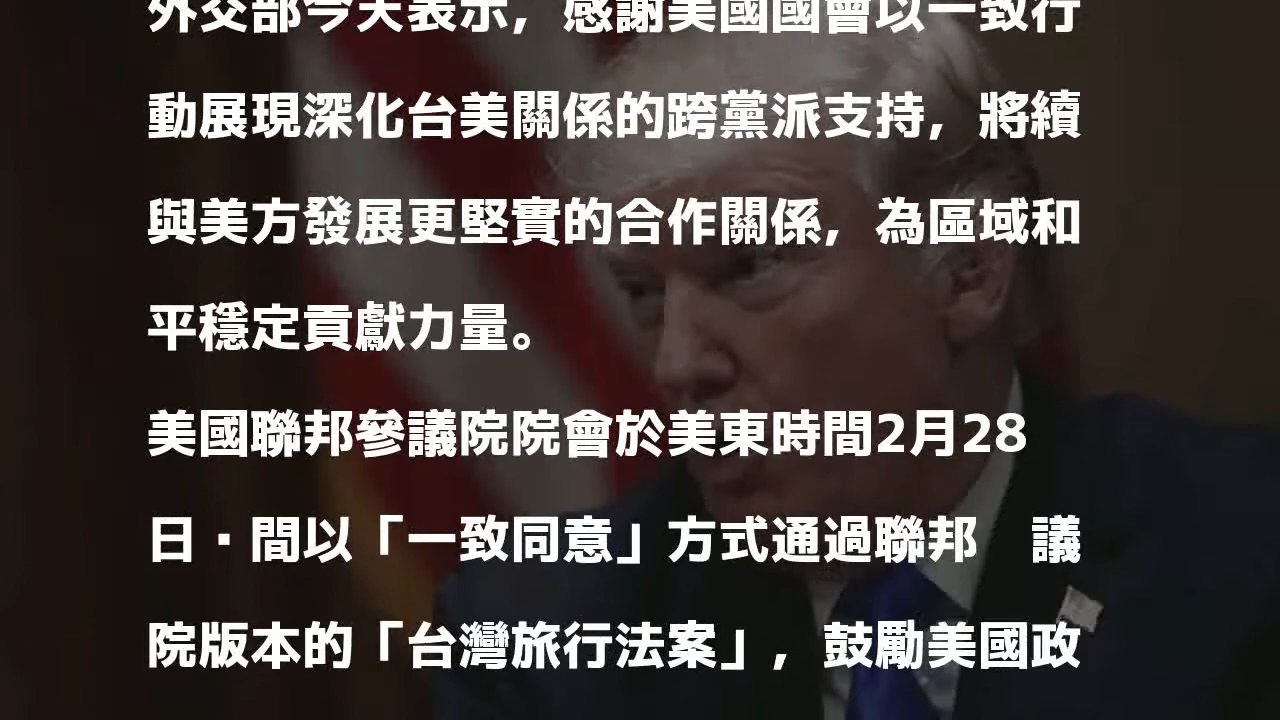 外交部今天表示，感謝美國國會以一致行
動展現深化台美關係的跨黨派支持，將續
與美方發展更堅實的合作關係，為區域和
平穩定貢獻力量。
美國聯邦參議院院會於美東時間2月28
日・間以「一致同意」方式通過聯邦　議
院版本的「台灣旅行法案」，鼓勵美國政